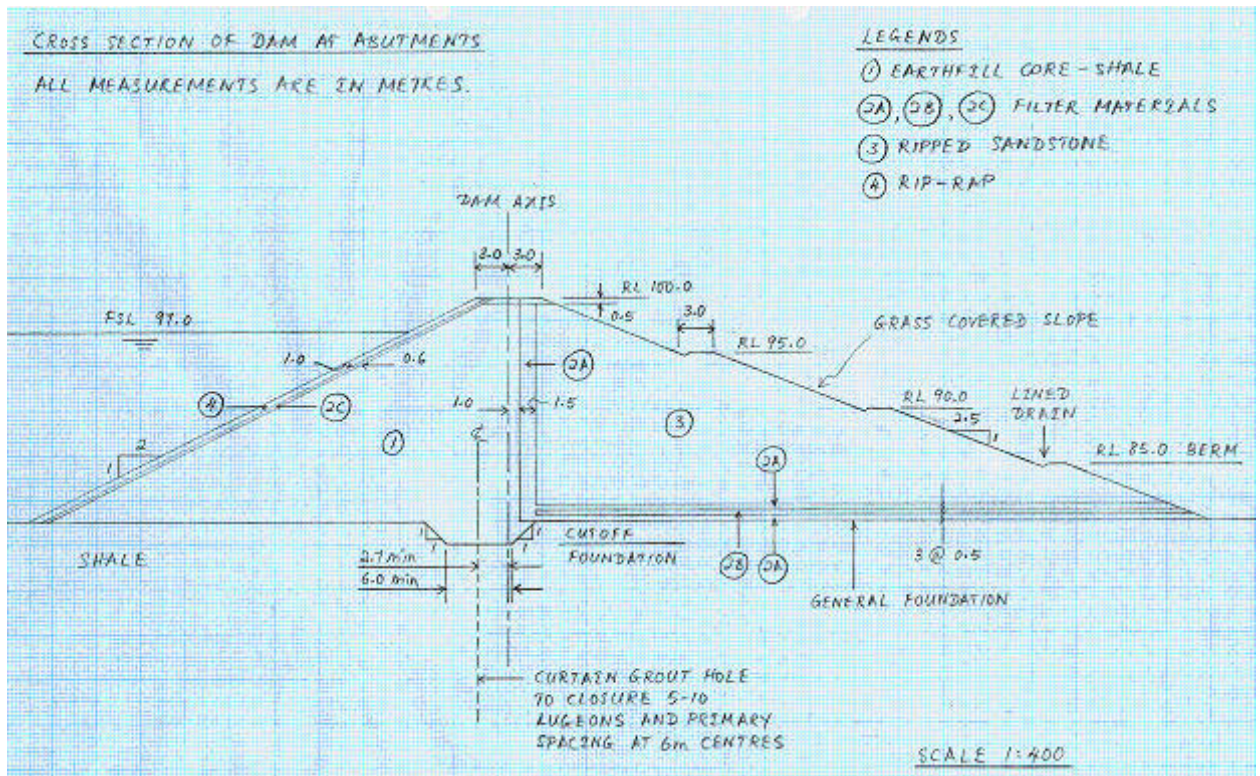 CROSS SECTION OF DAM AT ABUTMENTS
ALL MEASUREMENTS ARE IN METRES.
LEGENDS
1 EARTHFILL CORE - SHALE
2A, 2B, 2C FILTER MATERIALS
3 RIPPED SANDSTONE
4 RIP-RAP
DAM AXIS
3.0 3.0
RL 100.0
0.5
3.0
FSL 97.0
GRASS COVERED SLOPE
RL 95.0
1.0
0.6
2A
4
2C
1.0
1.5
RL 90.0
LINED
DRAIN
2.5
1
3
1
℄
2
1
RL 85.0 BERM
2A
1
1
1
1
SHALE
CUTOFF
FOUNDATION
2B
2A
3 @ 0.5
2.7 min
6.0 min
GENERAL FOUNDATION
CURTAIN GROUT HOLE
TO CLOSURE 5-10
LUGEONS AND PRIMARY
SPACING AT 6m CENTRES
SCALE 1:400